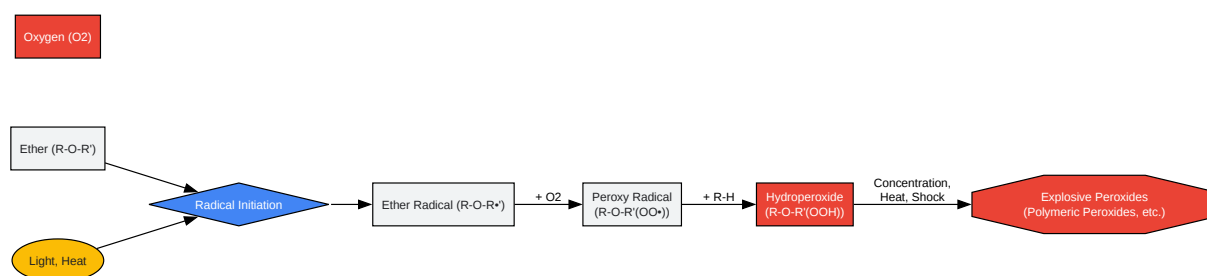 Oxygen (O2)
Ether (R-O-R')
Light, Heat
Radical Initiation
Ether Radical (R-O-R•')
+ O2
Peroxy Radical
(R-O-R'(OO•))
+ R-H
Hydroperoxide
(R-O-R'(OOH))
Concentration,
Heat, Shock
Explosive Peroxides
(Polymeric Peroxides, etc.)